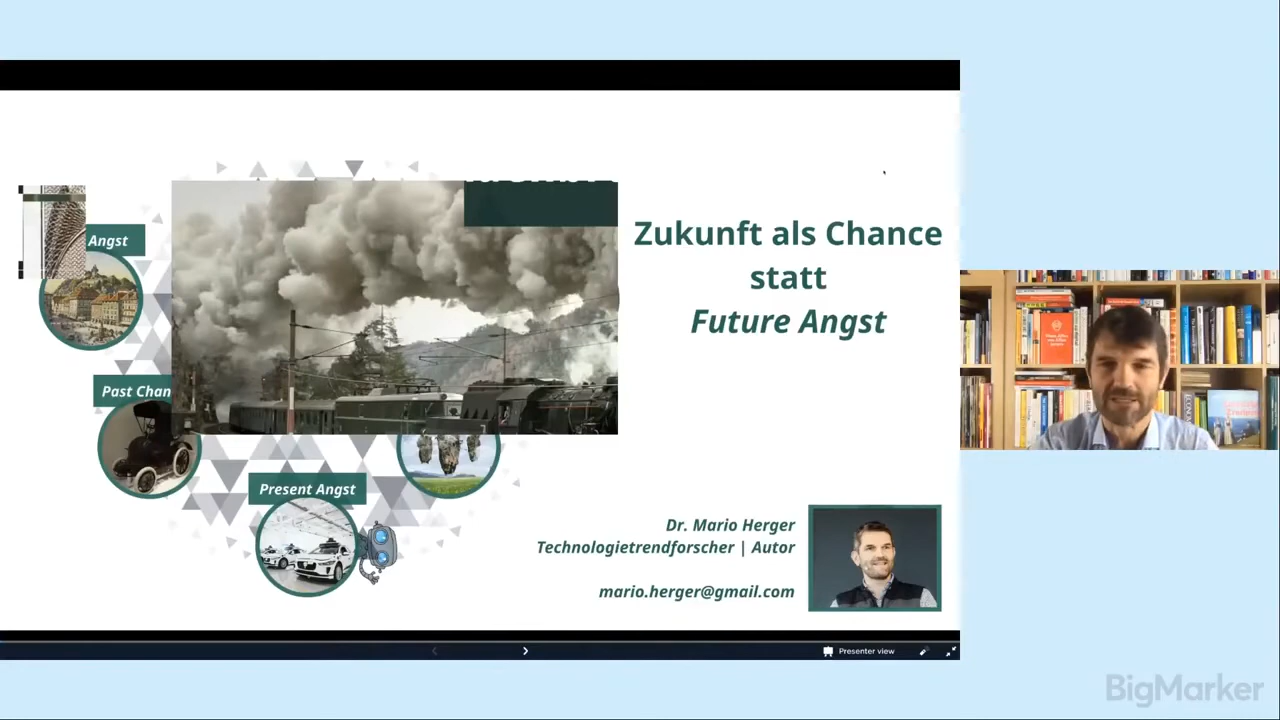 Angst
Past Chan
Present Angst
Zukunft als Chance
statt
Future Angst
Dr. Mario Herger
Technologietrendforscher | Autor
mario.herger@gmail.com
Presenter view
BigMarker